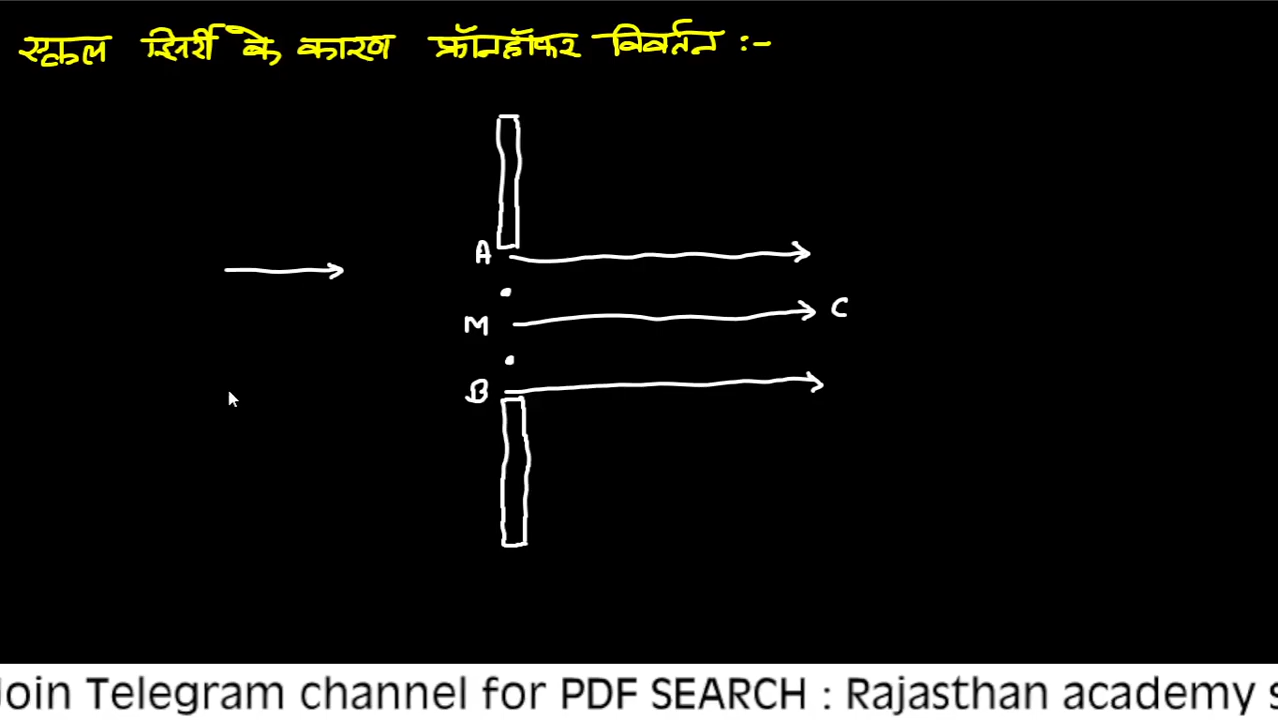 एकल झिर्री के कारण फ्रॉनहॉफर विवर्तन :-
A
M
C
B
Join Telegram channel for PDF SEARCH : Rajasthan academy s